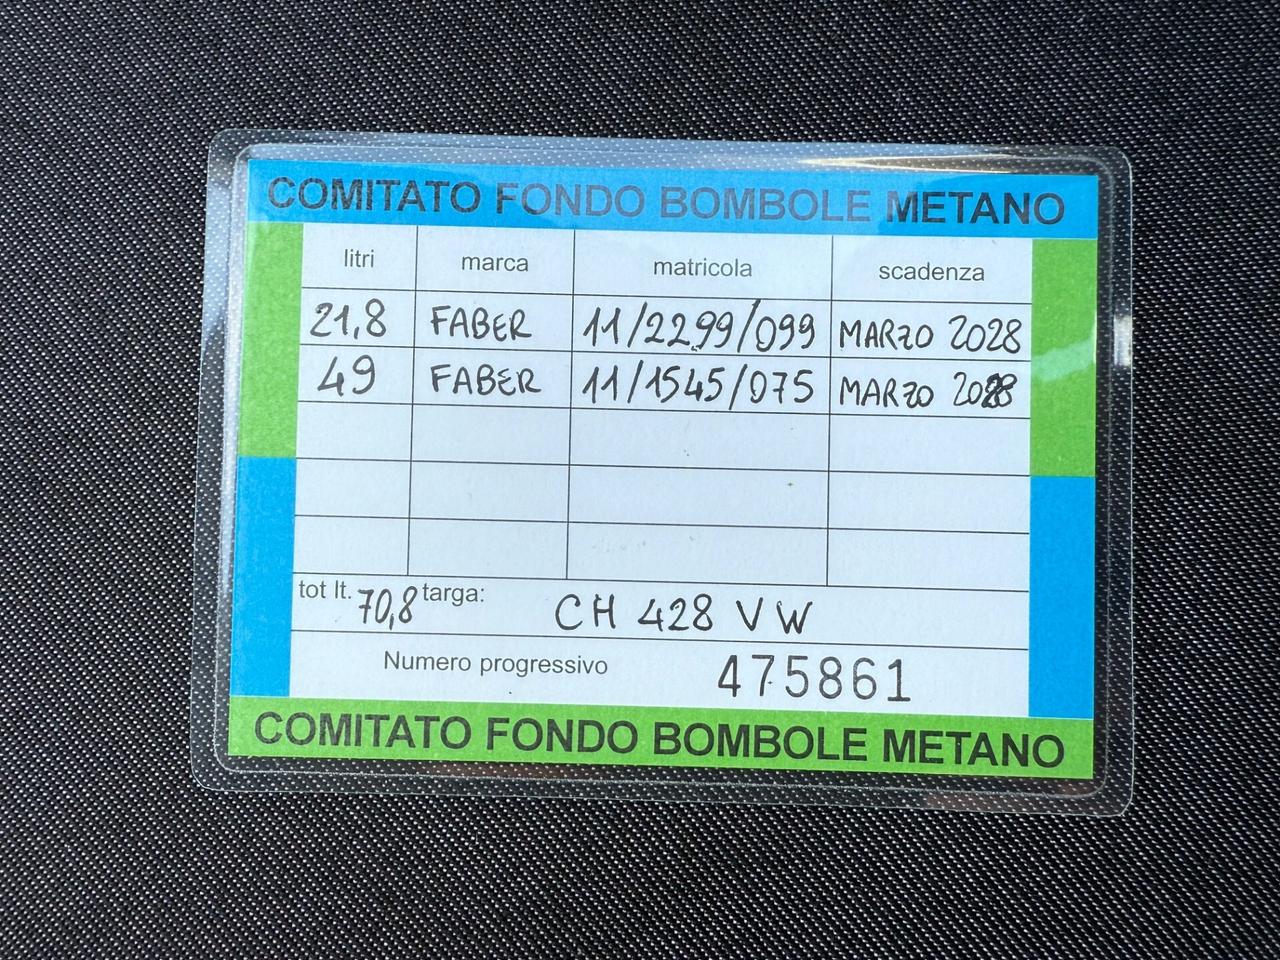 COMITATO FONDO BOMBOLE METANO
litri marca matricola scadenza
21,8 FABER 11/2299/099 MARZO 2028
49 FABER 11/1545/075 MARZO 2028
tot lt. 70,8 targa: CH 428 VW
Numero progressivo 475861
COMITATO FONDO BOMBOLE METANO